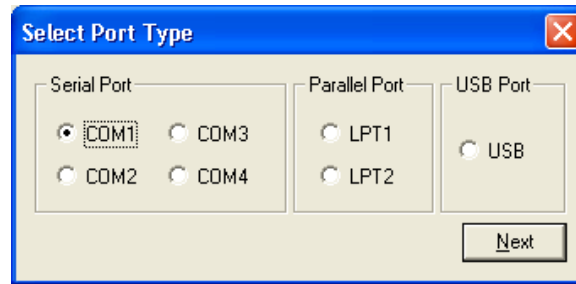 Select Port Type
Serial Port
Parallel Port
USB Port
COM1
COM3
LPT1
USB
COM2
COM4
LPT2
Next